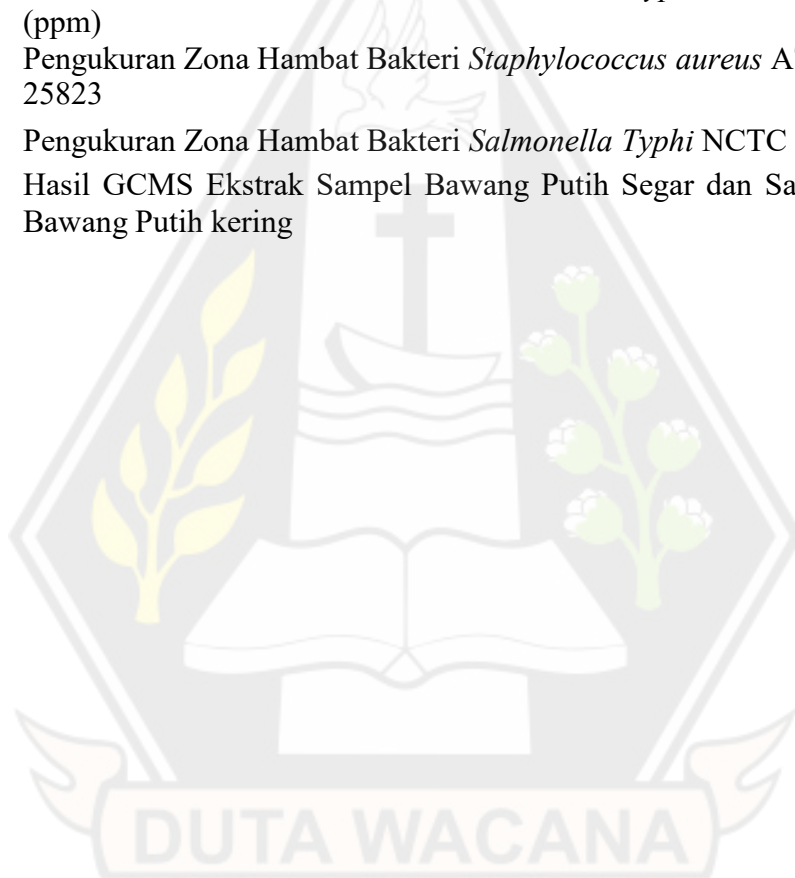 (ppm)
Pengukuran Zona Hambat Bakteri Staphylococcus aureus
25823
Pengukuran Zona Hambat Bakteri Salmonella Typhi NCTC
Hasil GCMS Ekstrak Sampel Bawang Putih Segar dan
Bawang Putih kering
DUTA WACANA